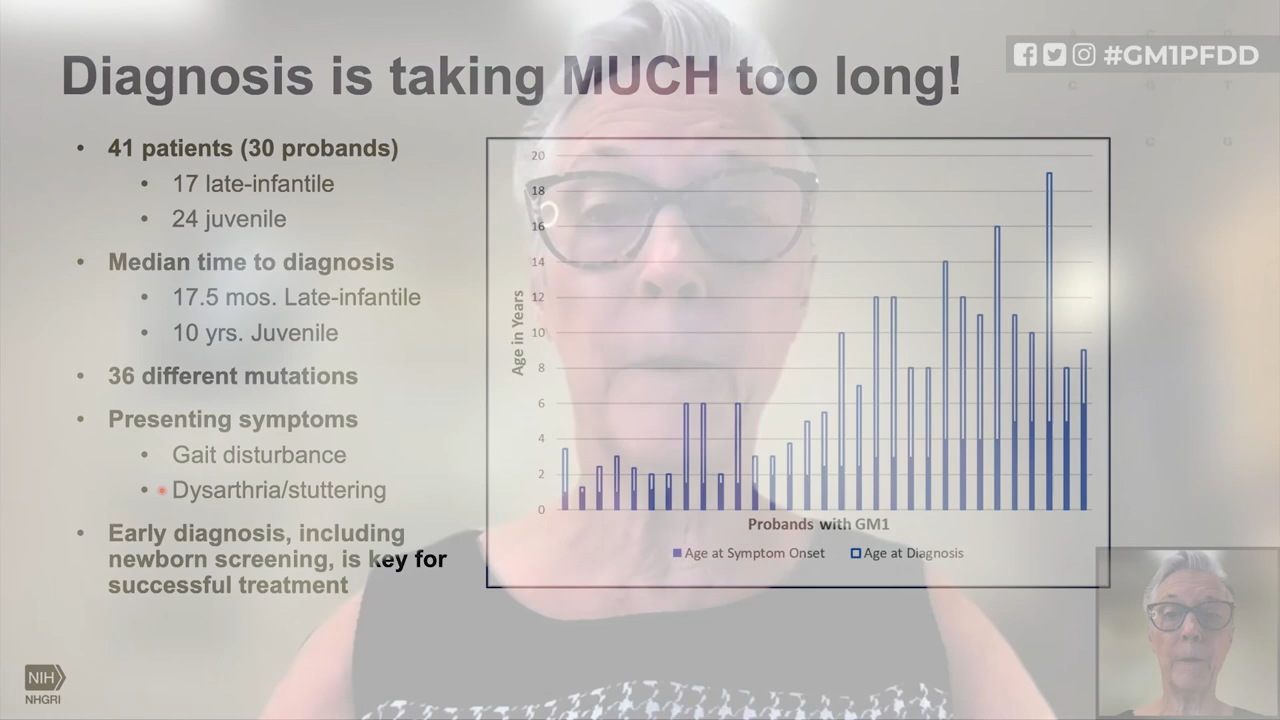 Diagnosis is taking MUCH too long!
#GM1PFDD
• 41 patients (30 probands)
• 17 late-infantile
• 24 juvenile
• Median time to diagnosis
• 17.5 mos. Late-infantile
• 10 yrs. Juvenile
• 36 different mutations
• Presenting symptoms
• Gait disturbance
• Dysarthria/stuttering
• Early diagnosis, including
newborn screening, is key for
successful treatment
Age in Years
20
18
16
14
12
10
8
6
4
2
0
Probands with GM1
Age at Symptom Onset
Age at Diagnosis
NIH
NHGRI